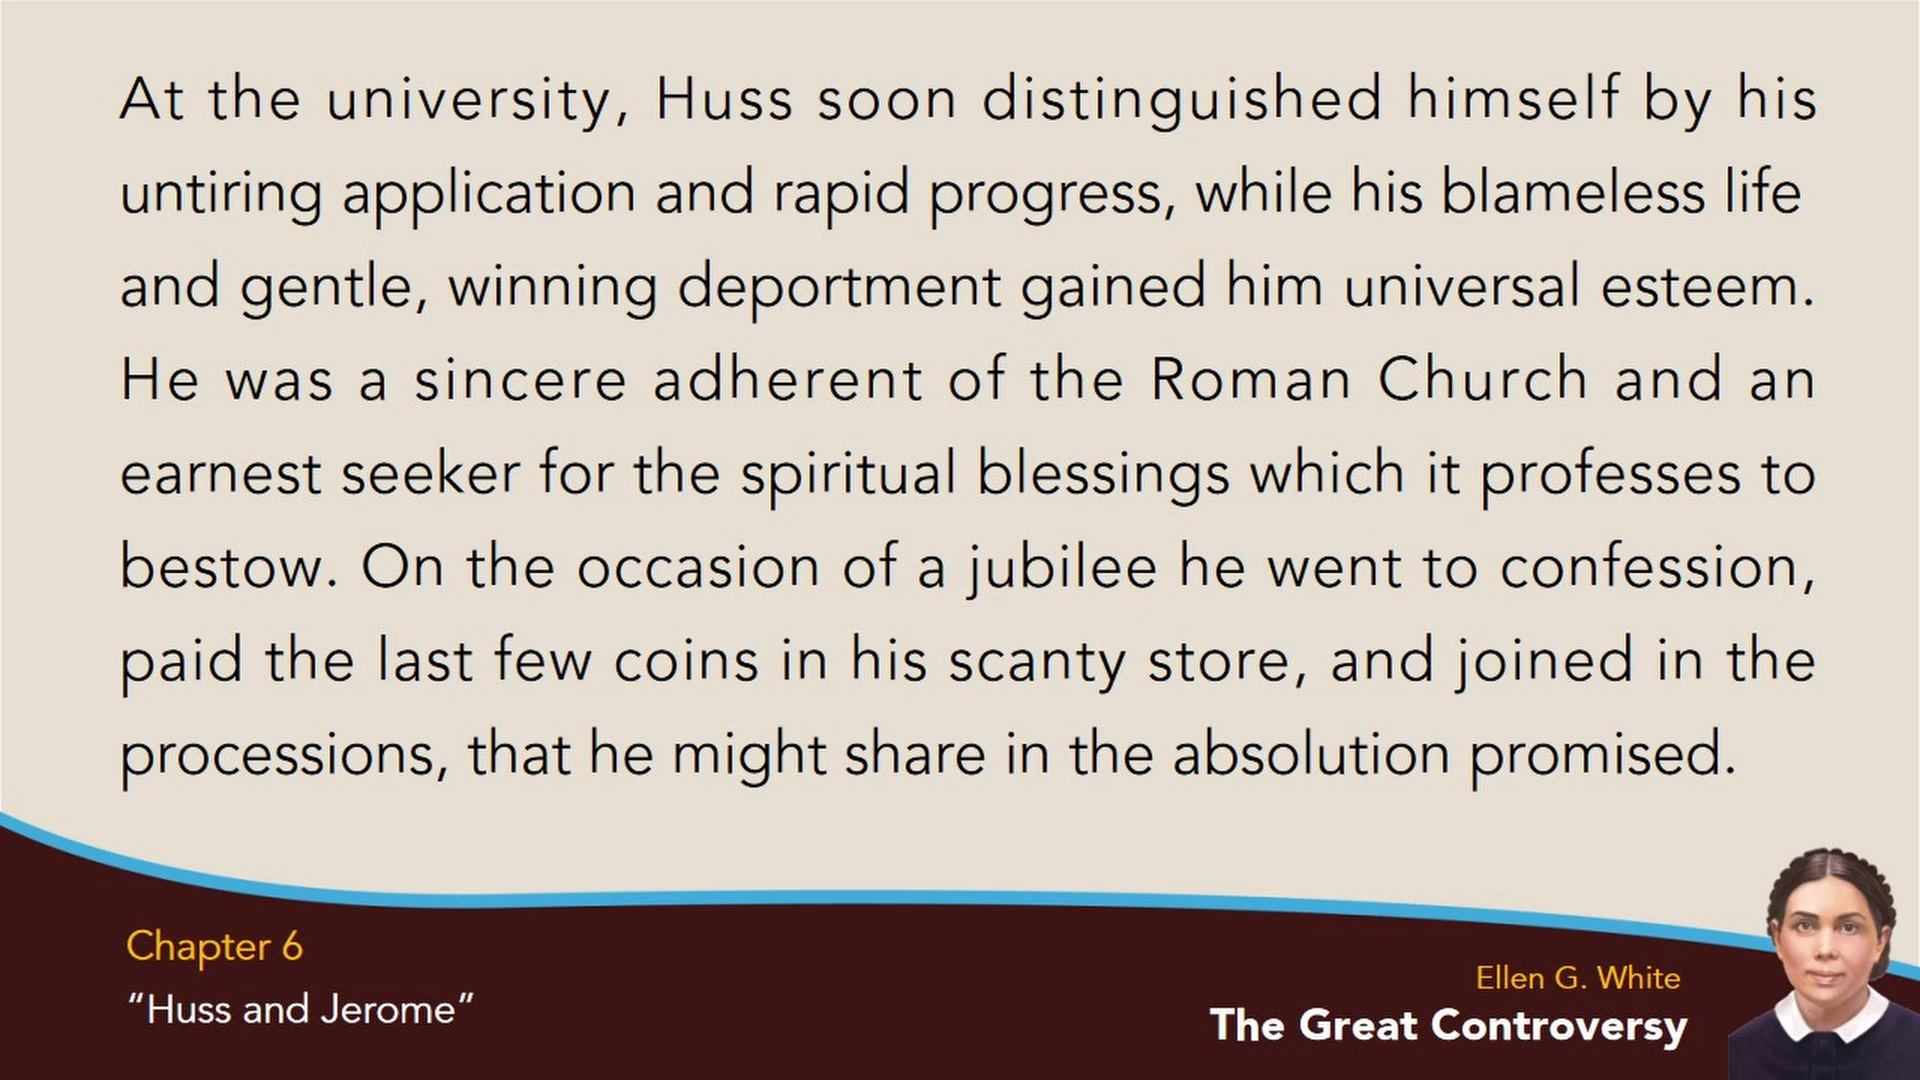 At the university, Huss soon distinguished himself by his
untiring application and rapid progress, while his blameless life
and gentle, winning deportment gained him universal esteem.
He was a sincere adherent of the Roman Church and an
earnest seeker for the spiritual blessings which it professes to
bestow. On the occasion of a jubilee he went to confession,
paid the last few coins in his scanty store, and joined in the
processions, that he might share in the absolution promised.
Chapter 6
“Huss and Jerome”
Ellen G. White
The Great Controversy